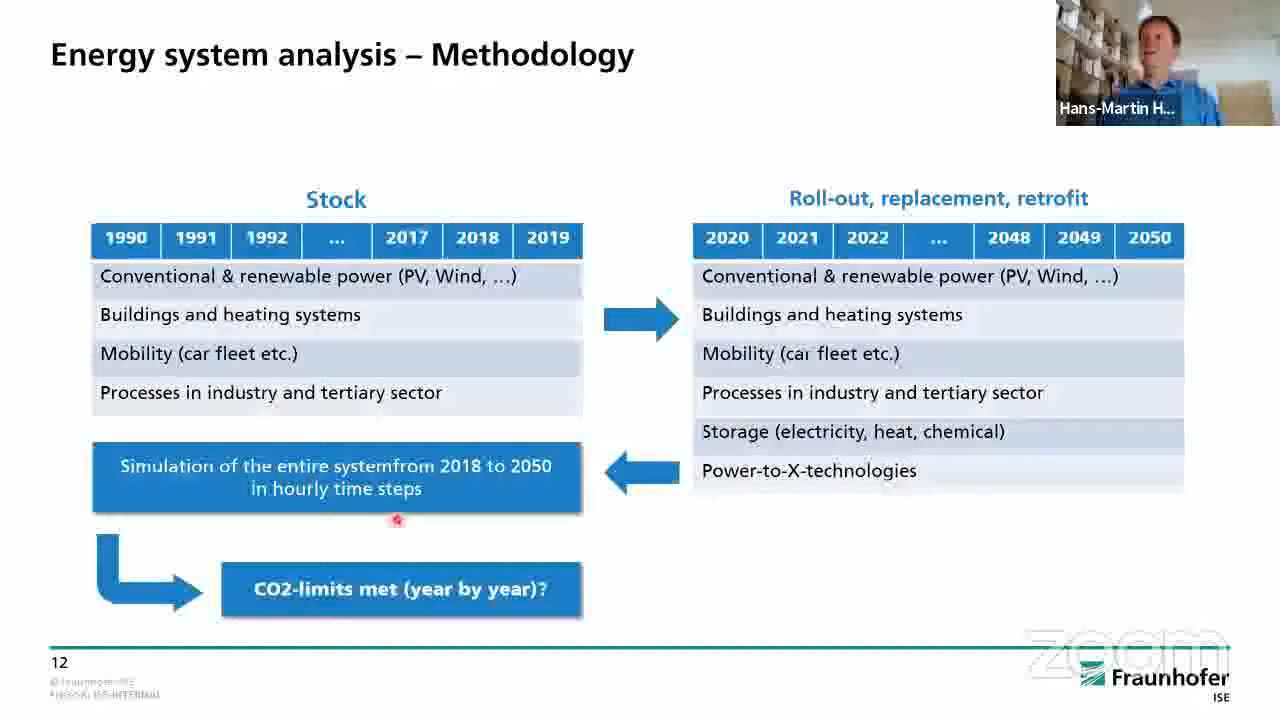 Energy system analysis – Methodology
Hans-Martin H...
Stock
1990 1991 1992 ... 2017 2018 2019
Conventional & renewable power (PV, Wind, ...)
Buildings and heating systems
Mobility (car fleet etc.)
Processes in industry and tertiary sector
Roll-out, replacement, retrofit
2020 2021 2022 ... 2048 2049 2050
Conventional & renewable power (PV, Wind, ...)
Buildings and heating systems
Mobility (car fleet etc.)
Processes in industry and tertiary sector
Storage (electricity, heat, chemical)
Power-to-X-technologies
Simulation of the entire systemfrom 2018 to 2050
in hourly time steps
CO2-limits met (year by year)?
12
zoom
Fraunhofer
ISE